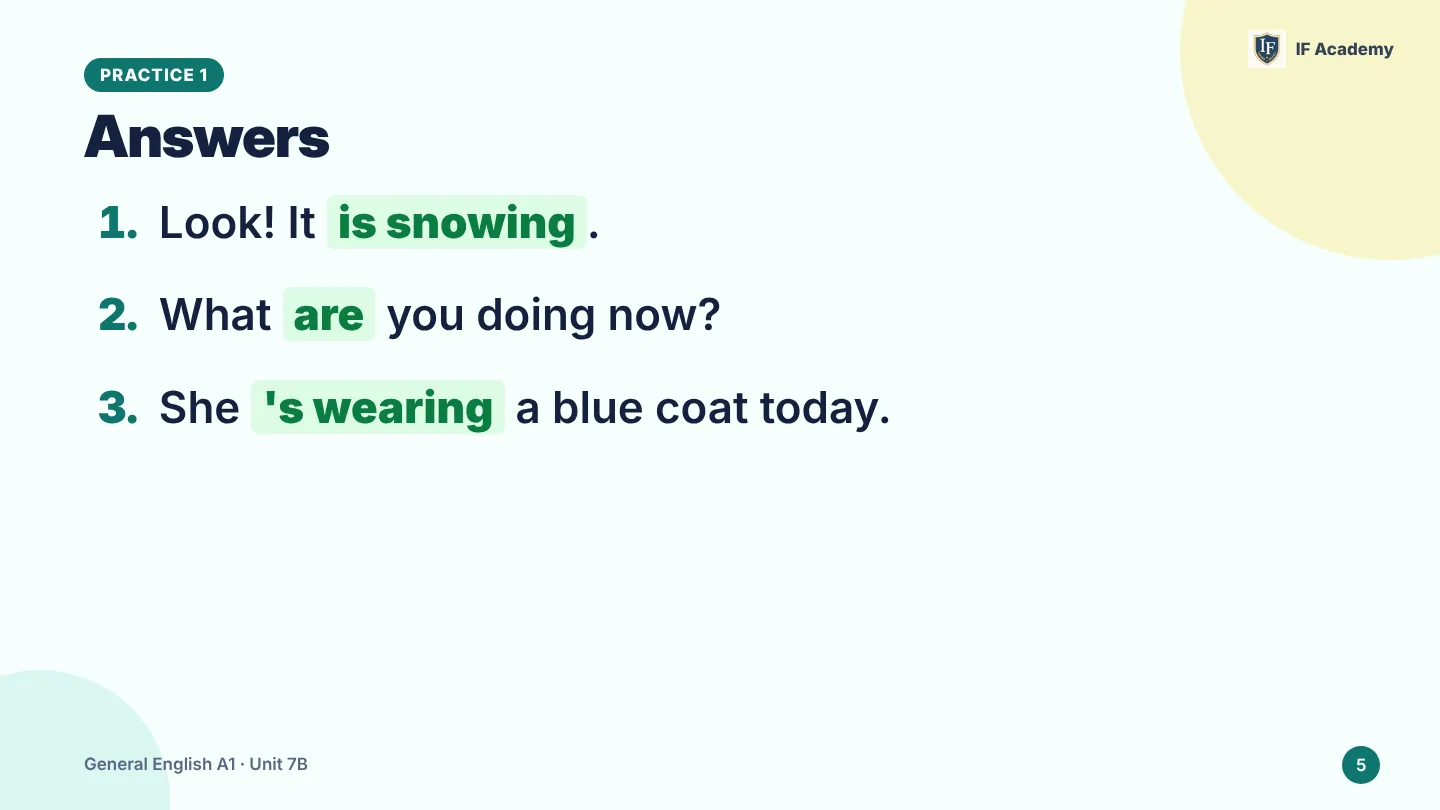 IF Academy
PRACTICE 1
Answers
1. Look! It is snowing.
2. What are you doing now?
3. She 's wearing a blue coat today.
General English A1 · Unit 7B
5